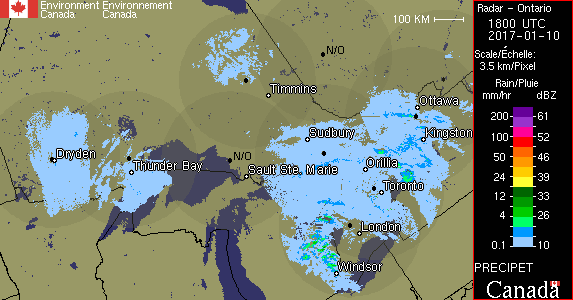 Environment Environnement
Canada Canada
100 KM
N/O
Timmins
Ottawa
Sudbury
Kingston
Dryden
Thunder Bay
N/O
Sault Ste. Marie
Orillia
Toronto
London
Windsor
Radar - Ontario
1800 UTC
2017-01-10
Scale/Échelle:
3.5 km/Pixel
Rain/Pluie
mm/hr dBZ
200 61
100 52
50 46
24 39
12 33
4 26
0.1 10
PRECIPET
Canada